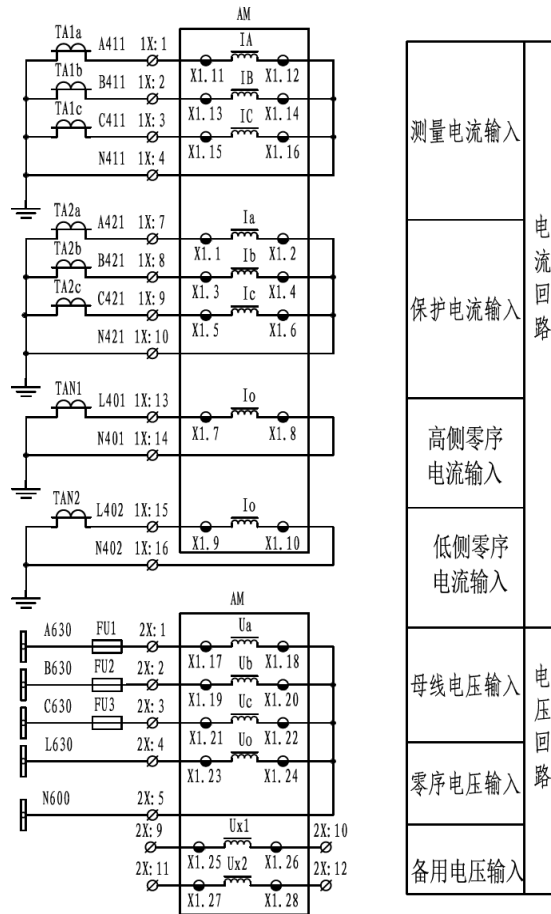 AM
TA1a A411 1X:1 IA
X1.11 X1.12
TA1b B411 1X:2 IB
X1.13 X1.14
TA1c C411 1X:3 IC
X1.15 X1.16
N411 1X:4
TA2a A421 1X:7 Ia
X1.1 X1.2
TA2b B421 1X:8 Ib
X1.3 X1.4
TA2c C421 1X:9 Ic
X1.5 X1.6
N421 1X:10
TAN1 L401 1X:13 Io
X1.7 X1.8
N401 1X:14
TAN2 L402 1X:15 Io
X1.9 X1.10
N402 1X:16
AM
A630 FU1 2X:1 Ua
X1.17 X1.18
B630 FU2 2X:2 Ub
X1.19 X1.20
C630 FU3 2X:3 Uc
X1.21 X1.22
L630 2X:4 Uo
X1.23 X1.24
N600 2X:5
2X:9 Ux1 2X:10
X1.25 X1.26
2X:11 Ux2 2X:12
X1.27 X1.28
测量电流输入
保护电流输入
高侧零序
电流输入
低侧零序
电流输入
电流回路
母线电压输入
零序电压输入
备用电压输入
电压回路